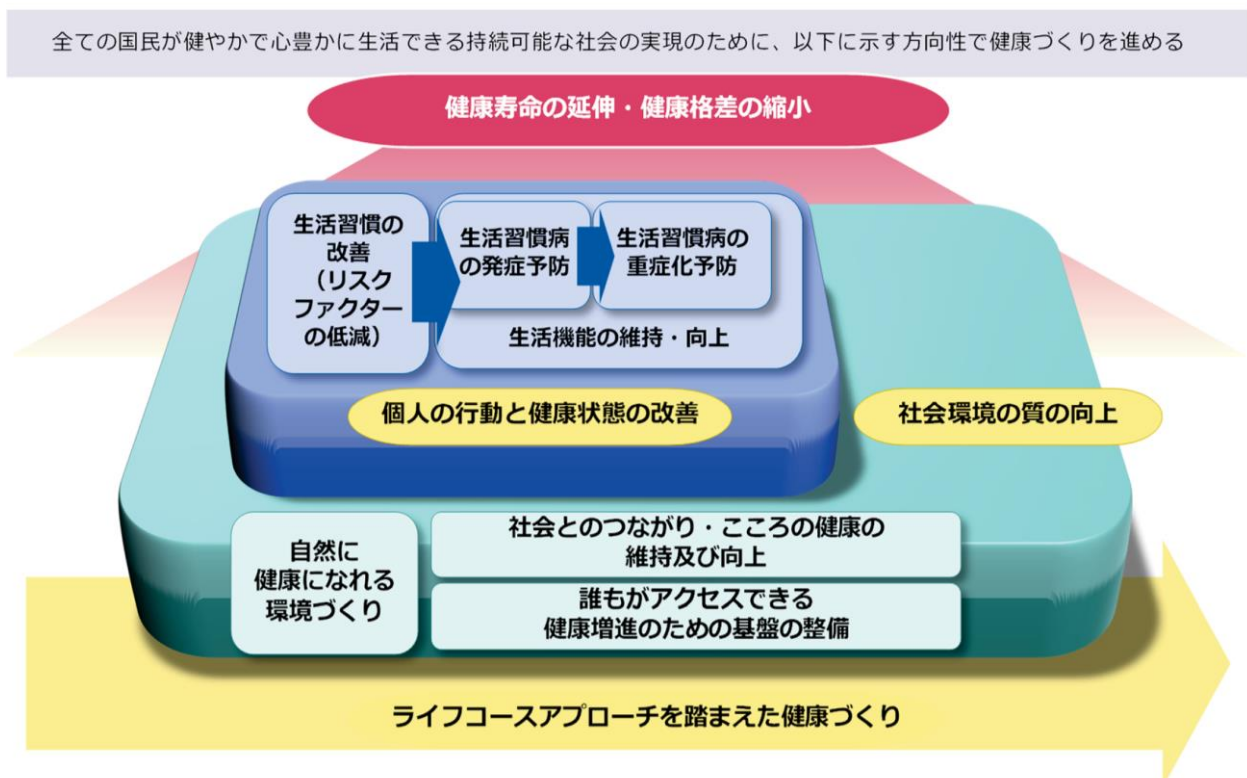 全ての国民が健やかで心豊かに生活できる持続可能な社会の実現のために、以下に示す方向性で健康づくりを進める
健康寿命の延伸・健康格差の縮小
生活習慣の
改善
（リスク
ファクター
の低減）
生活習慣病
の発症予防
生活習慣病の
重症化予防
生活機能の維持・向上
個人の行動と健康状態の改善
社会環境の質の向上
自然に
健康になれる
環境づくり
社会とのつながり・こころの健康の
維持及び向上
誰もがアクセスできる
健康増進のための基盤の整備
ライフコースアプローチを踏まえた健康づくり